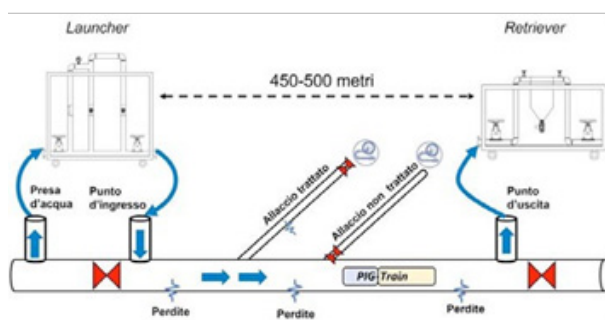 Launcher
Retriever
450-500 metri
Presa
d'acqua
Punto
d'ingresso
Allaccio trattato
Allaccio non trattato
Punto
d'uscita
PIG-Train
Perdite
Perdite
Perdite